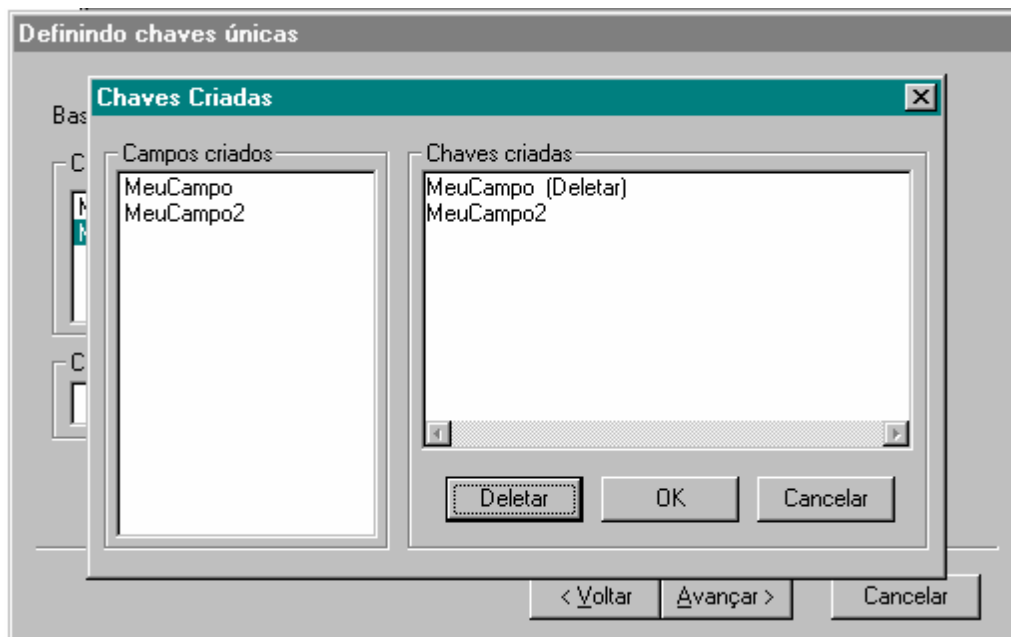 Definindo chaves únicas
Chaves Criadas
Bas
Campos criados
Chaves criadas
C
MeuCampo
MeuCampo2
MeuCampo (Deletar)
MeuCampo2
C
Deletar
OK
Cancelar
< Voltar
Avançar >
Cancelar